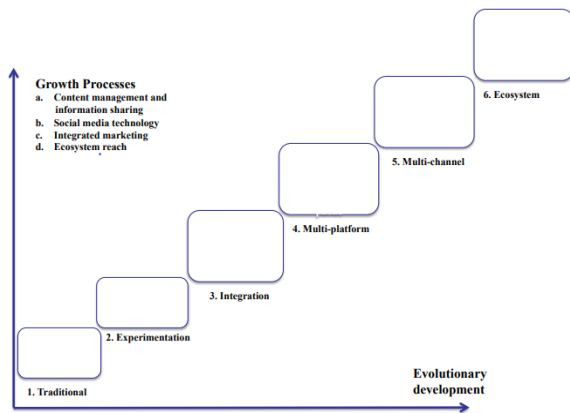 Growth Processes
a. Content management and
information sharing
b. Social media technology
c. Integrated marketing
d. Ecosystem reach
6. Ecosystem
5. Multi-channel
4. Multi-platform
3. Integration
2. Experimentation
1. Traditional
Evolutionary
development